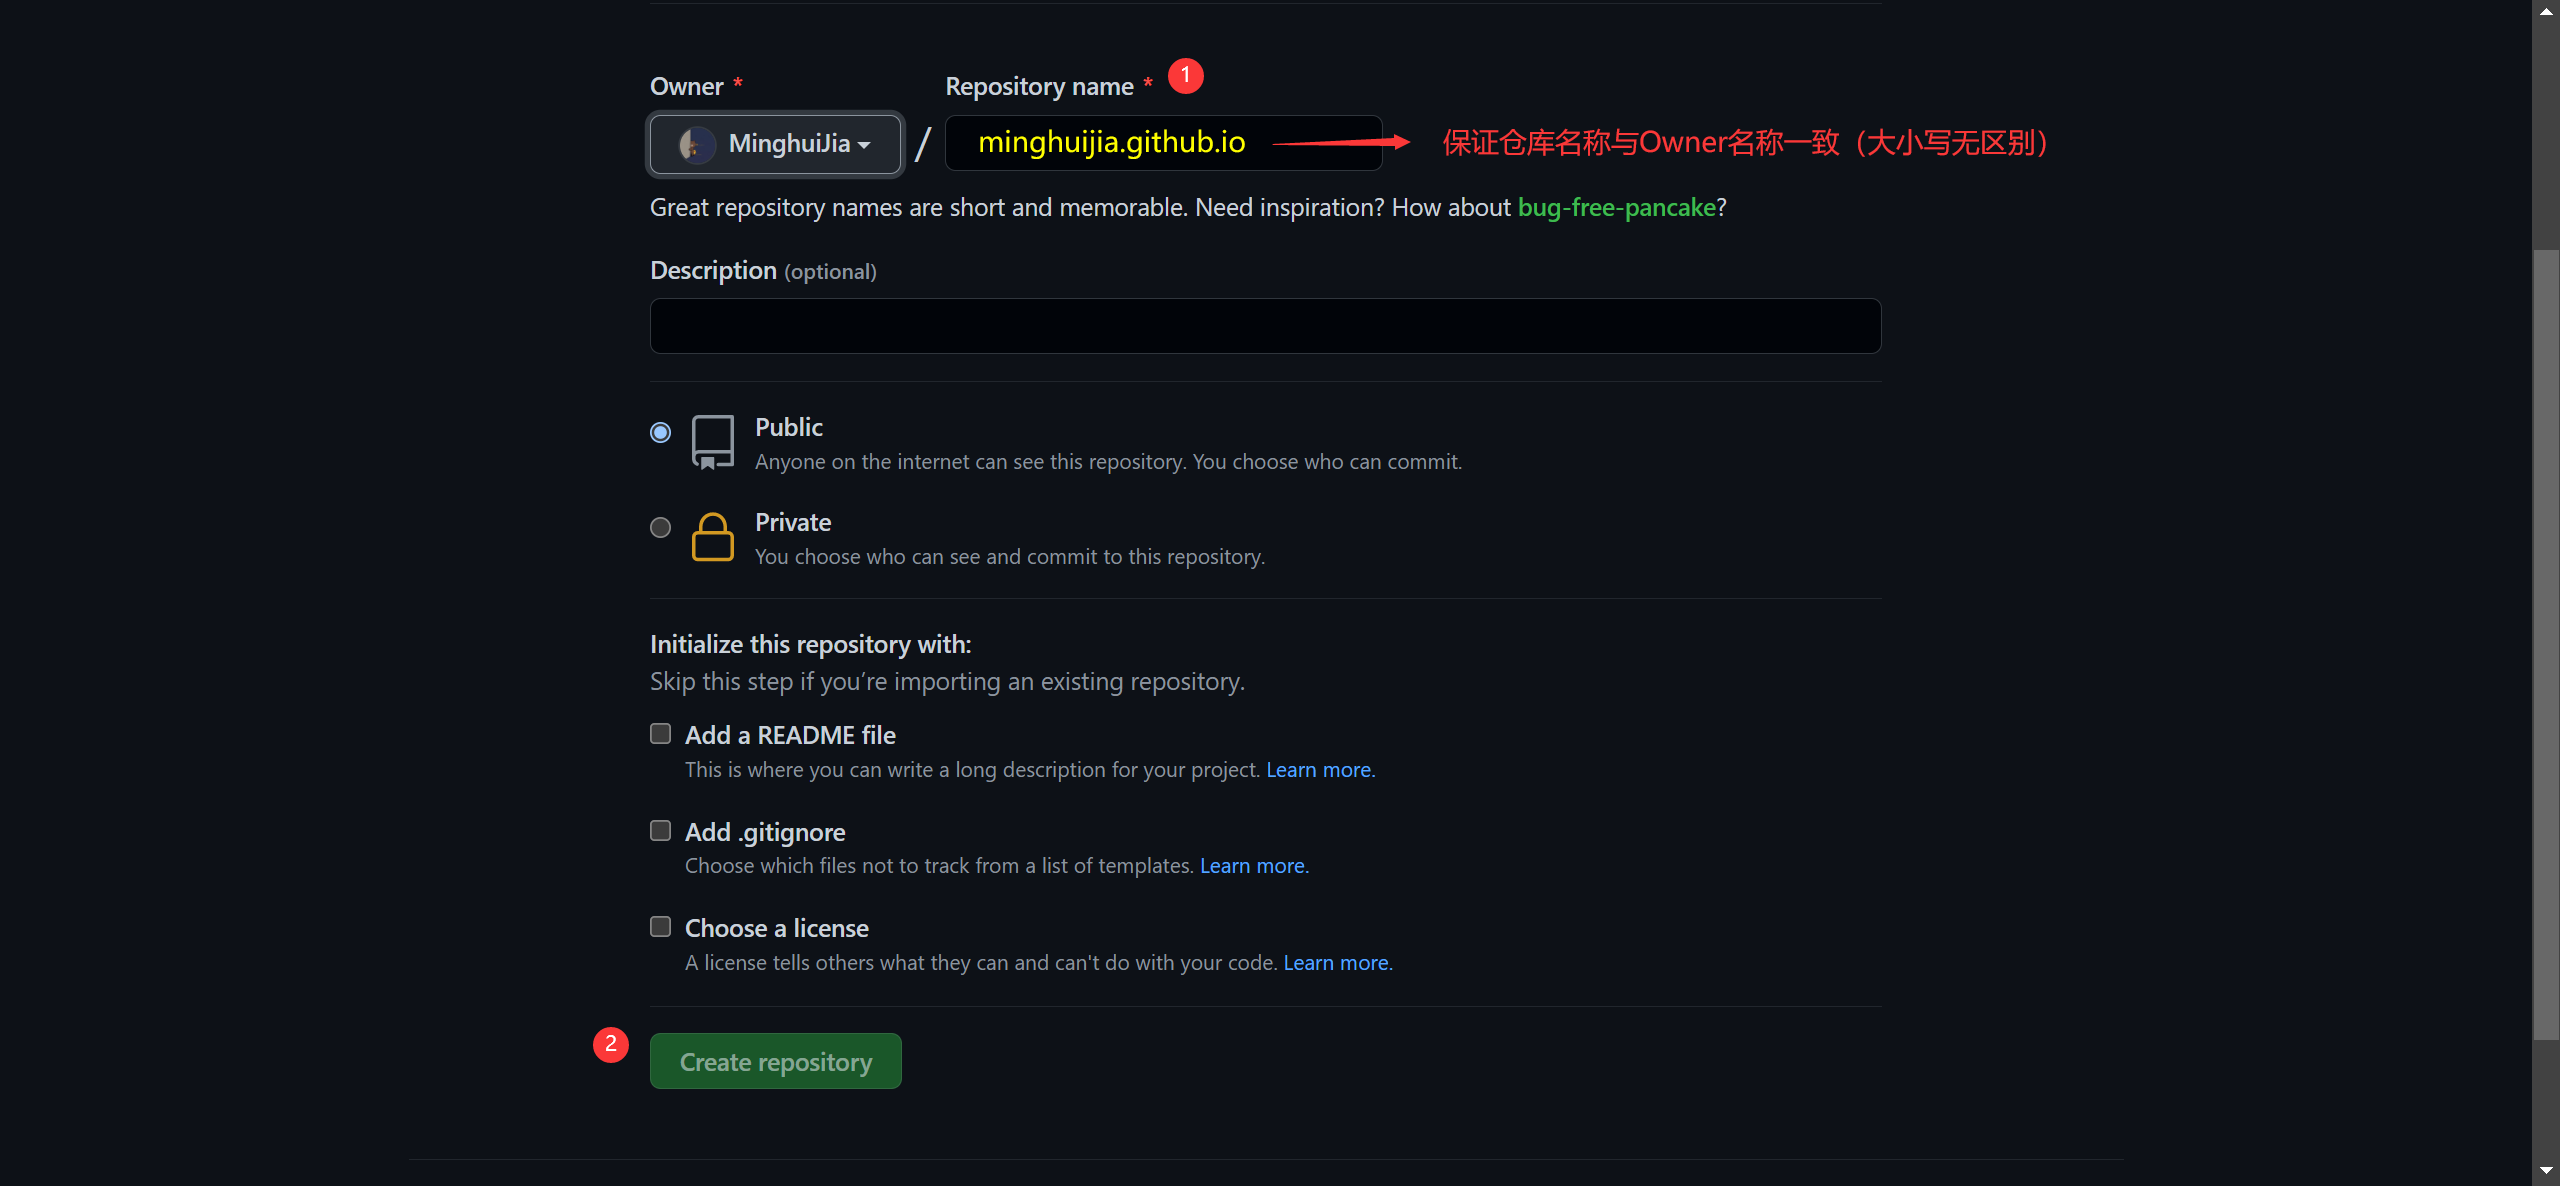 Owner * Repository name * 1
MinghuiJia / minghuijia.github.io 保证仓库名称与Owner名称一致（大小写无区别）
Great repository names are short and memorable. Need inspiration? How about bug-free-pancake?
Description (optional)
Public
Anyone on the internet can see this repository. You choose who can commit.
Private
You choose who can see and commit to this repository.
Initialize this repository with:
Skip this step if you’re importing an existing repository.
Add a README file
This is where you can write a long description for your project. Learn more.
Add .gitignore
Choose which files not to track from a list of templates. Learn more.
Choose a license
A license tells others what they can and can't do with your code. Learn more.
2 Create repository